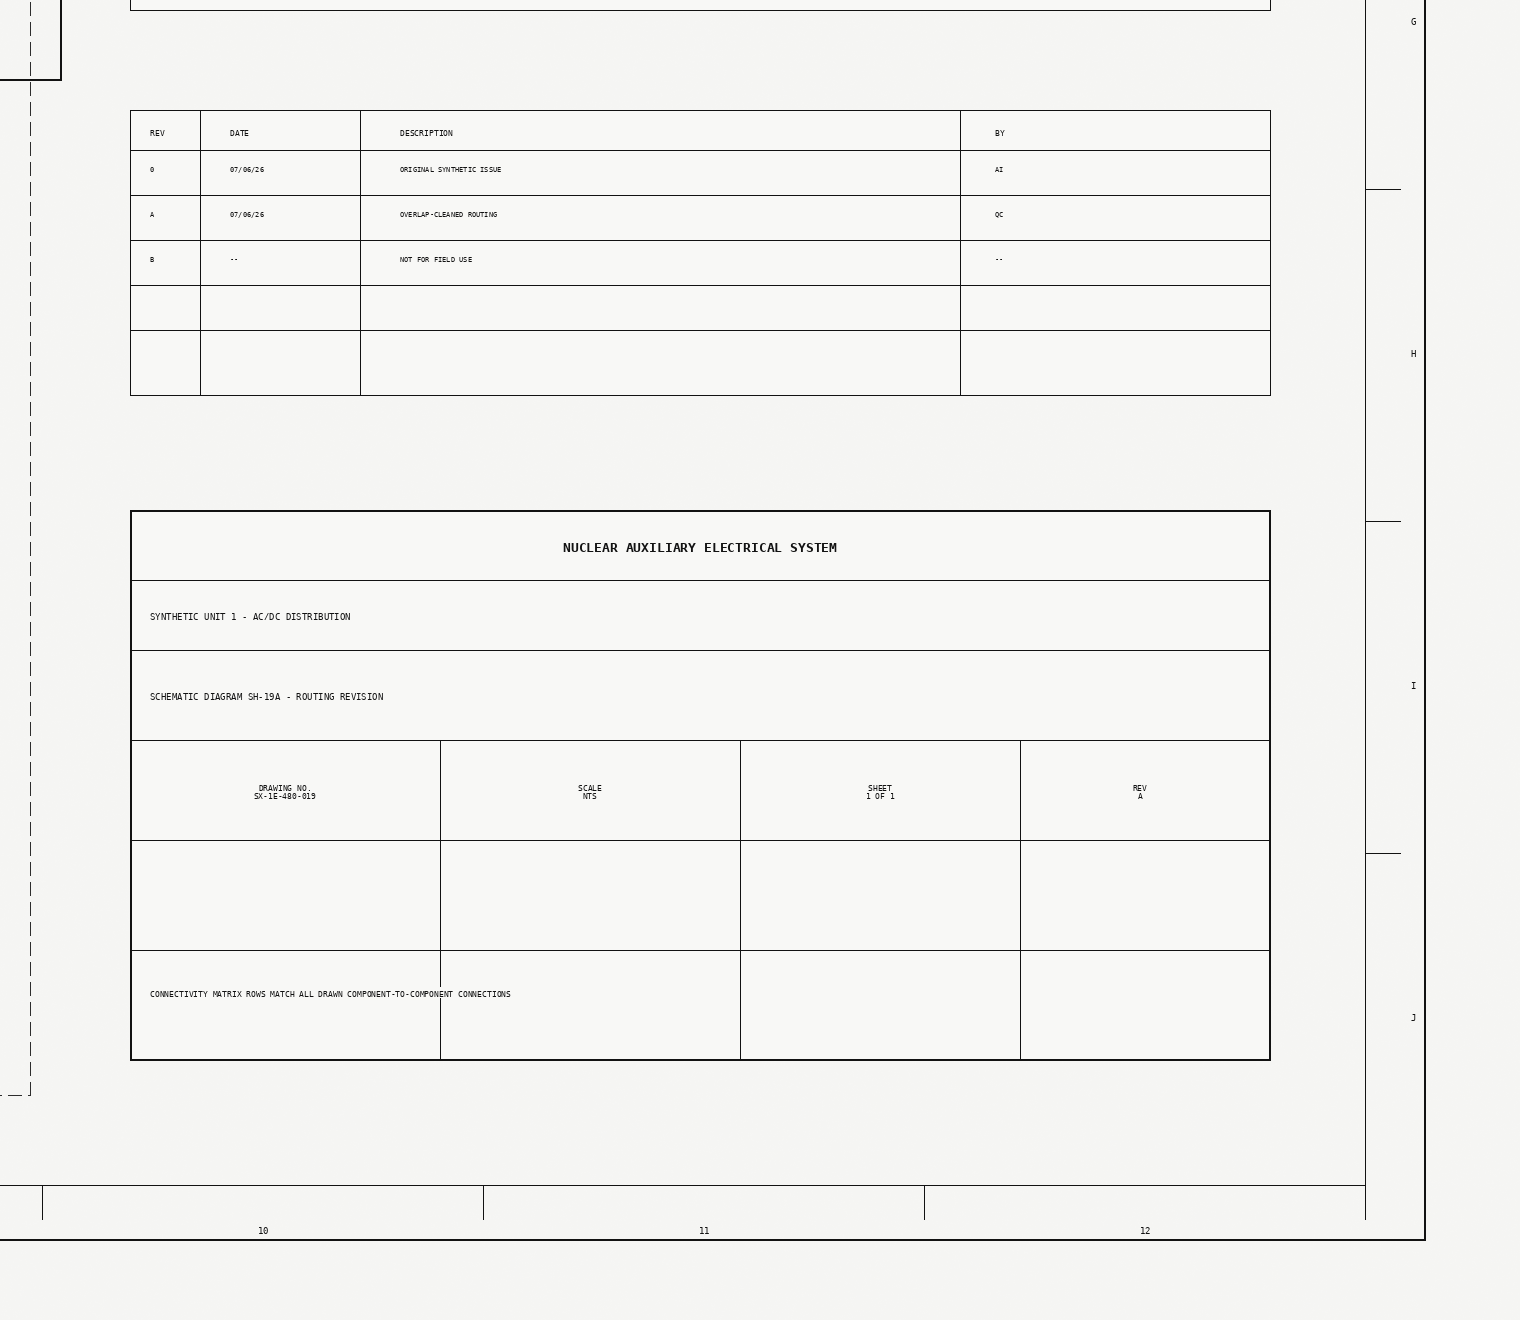 G
REV DATE DESCRIPTION BY
0 07/06/26 ORIGINAL SYNTHETIC ISSUE AI
A 07/06/26 OVERLAP-CLEANED ROUTING QC
B -- NOT FOR FIELD USE --
H
NUCLEAR AUXILIARY ELECTRICAL SYSTEM
SYNTHETIC UNIT 1 - AC/DC DISTRIBUTION
I
SCHEMATIC DIAGRAM SH-19A - ROUTING REVISION
DRAWING NO. SCALE SHEET REV
SX-1E-480-019 NTS 1 OF 1 A
CONNECTIVITY MATRIX ROWS MATCH ALL DRAWN COMPONENT-TO-COMPONENT CONNECTIONS
J
10 11 12